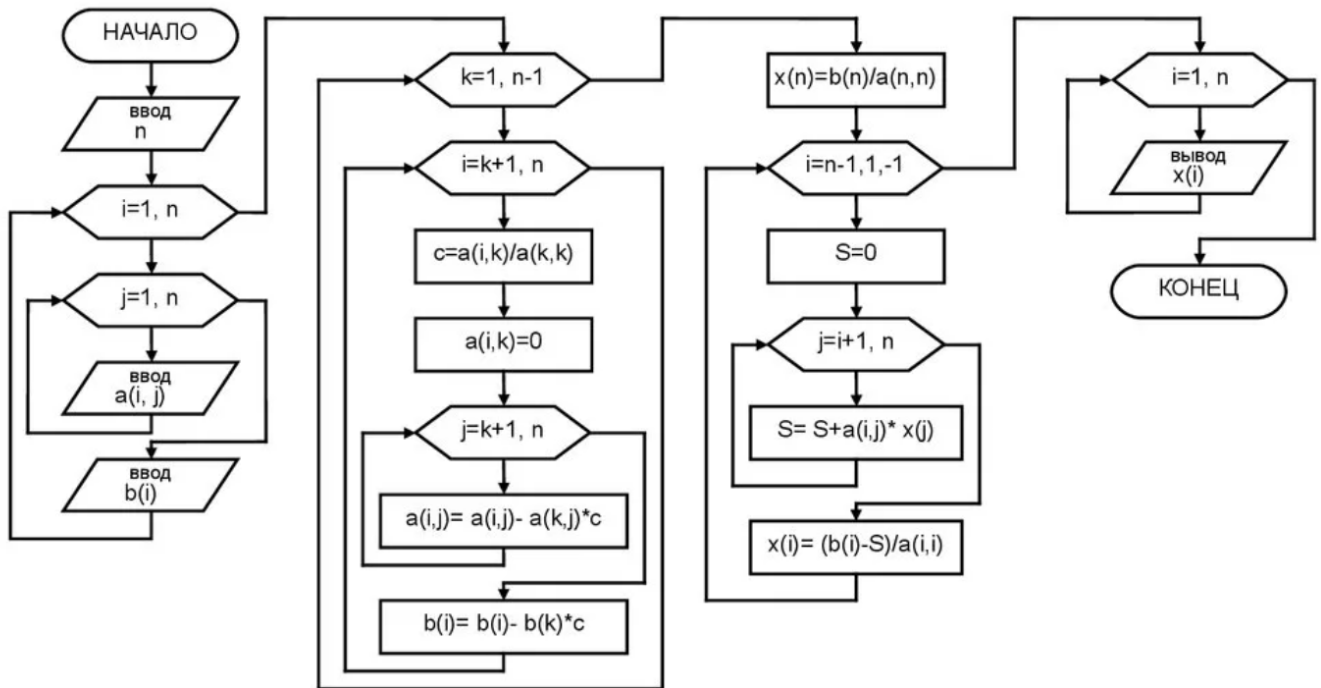 НАЧАЛО
ввод
n
i=1, n
j=1, n
ввод
a(i, j)
ввод
b(i)
k=1, n-1
i=k+1, n
c=a(i,k)/a(k,k)
a(i,k)=0
j=k+1, n
a(i,j)= a(i,j)- a(k,j)*c
b(i)= b(i)- b(k)*c
x(n)=b(n)/a(n,n)
i=n-1,1,-1
S=0
j=i+1, n
S= S+a(i,j)* x(j)
x(i)= (b(i)-S)/a(i,i)
i=1, n
вывод
x(i)
КОНЕЦ